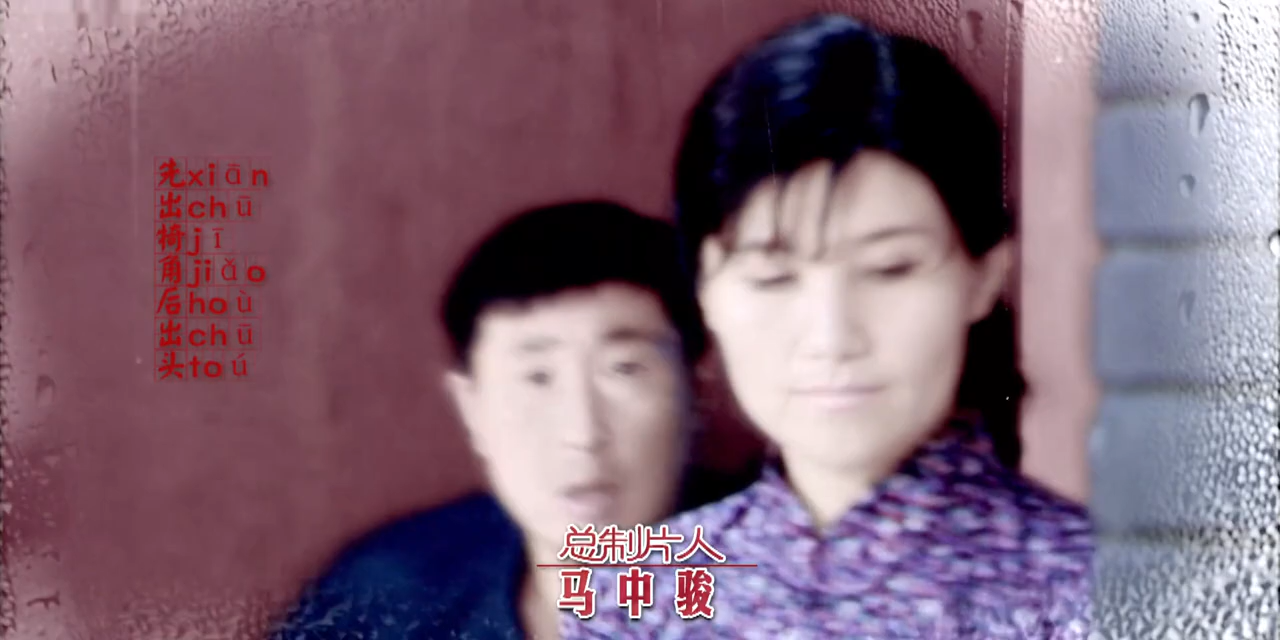 先xiān
出chū
犄jī
角jiǎo
后hoù
出chū
头toú
总制片人
马中骏